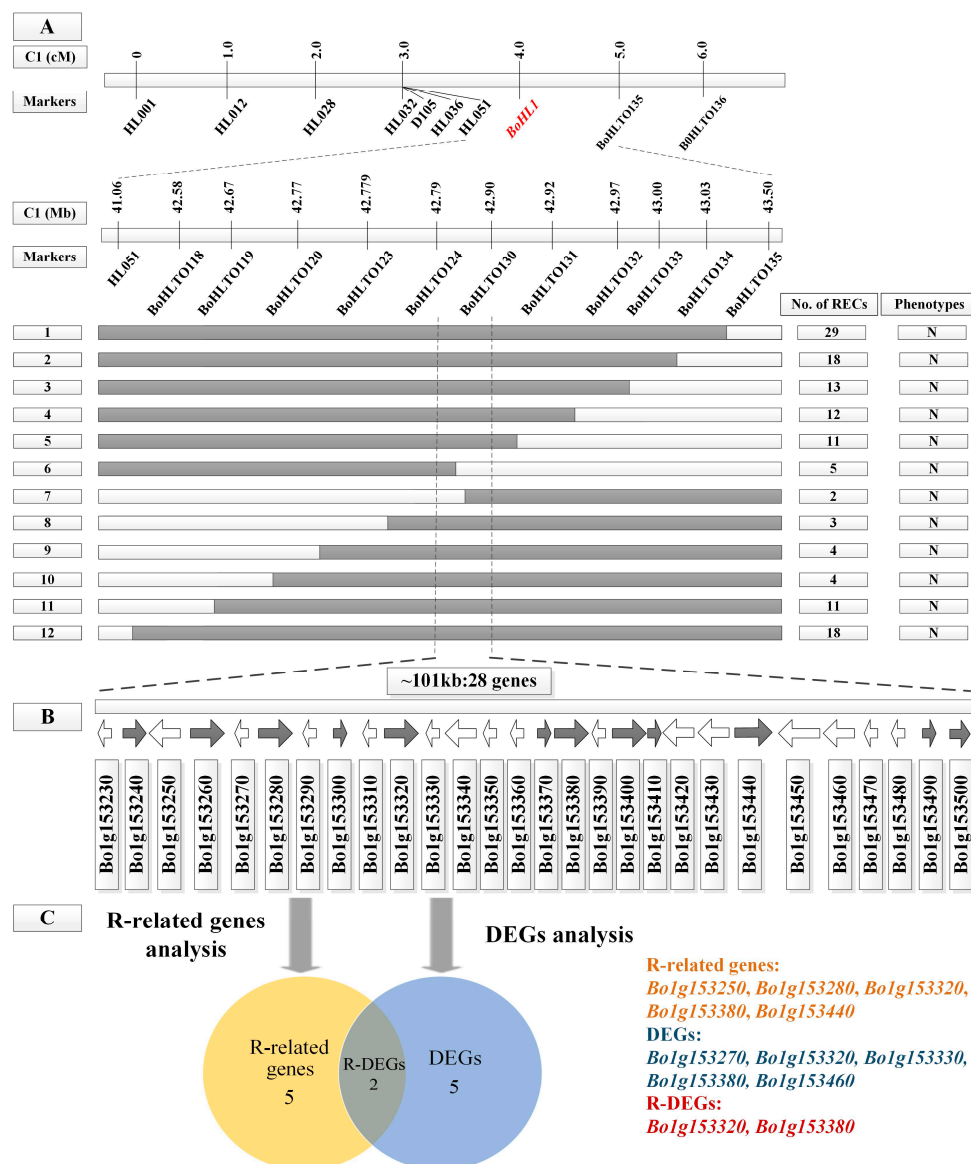 A
C1 (cM)
0 1.0 2.0 3.0 4.0 5.0 6.0
Markers
HL001 HL012 HL028 HL032 D105 HL036 HL051 BoHL1 BoHLTO135 B0HLTO136
C1 (Mb)
41.06 42.58 42.67 42.77 42.779 42.79 42.90 42.92 42.97 43.00 43.03 43.50
Markers
HL051 BoHLTO118 BoHLTO119 BoHLTO120 BoHLTO123 BoHLTO124 BoHLTO130 BoHLTO131 BoHLTO132 BoHLTO133 BoHLTO134 BoHLTO135
No. of RECs Phenotypes
1 29 N
2 18 N
3 13 N
4 12 N
5 11 N
6 5 N
7 2 N
8 3 N
9 4 N
10 4 N
11 11 N
12 18 N
~101kb:28 genes
B
Bo1g153230 Bo1g153240 Bo1g153250 Bo1g153260 Bo1g153270 Bo1g153280 Bo1g153290 Bo1g153300 Bo1g153310 Bo1g153320 Bo1g153330 Bo1g153340 Bo1g153350 Bo1g153360 Bo1g153370 Bo1g153380 Bo1g153390 Bo1g153400 Bo1g153410 Bo1g153420 Bo1g153430 Bo1g153440 Bo1g153450 Bo1g153460 Bo1g153470 Bo1g153480 Bo1g153490 Bo1g153500
C
R-related genes
analysis
DEGs analysis
R-related
genes
5
R-DEGs
2
DEGs
5
R-related genes:
Bo1g153250, Bo1g153280, Bo1g153320,
Bo1g153380, Bo1g153440
DEGs:
Bo1g153270, Bo1g153320, Bo1g153330,
Bo1g153380, Bo1g153460
R-DEGs:
Bo1g153320, Bo1g153380